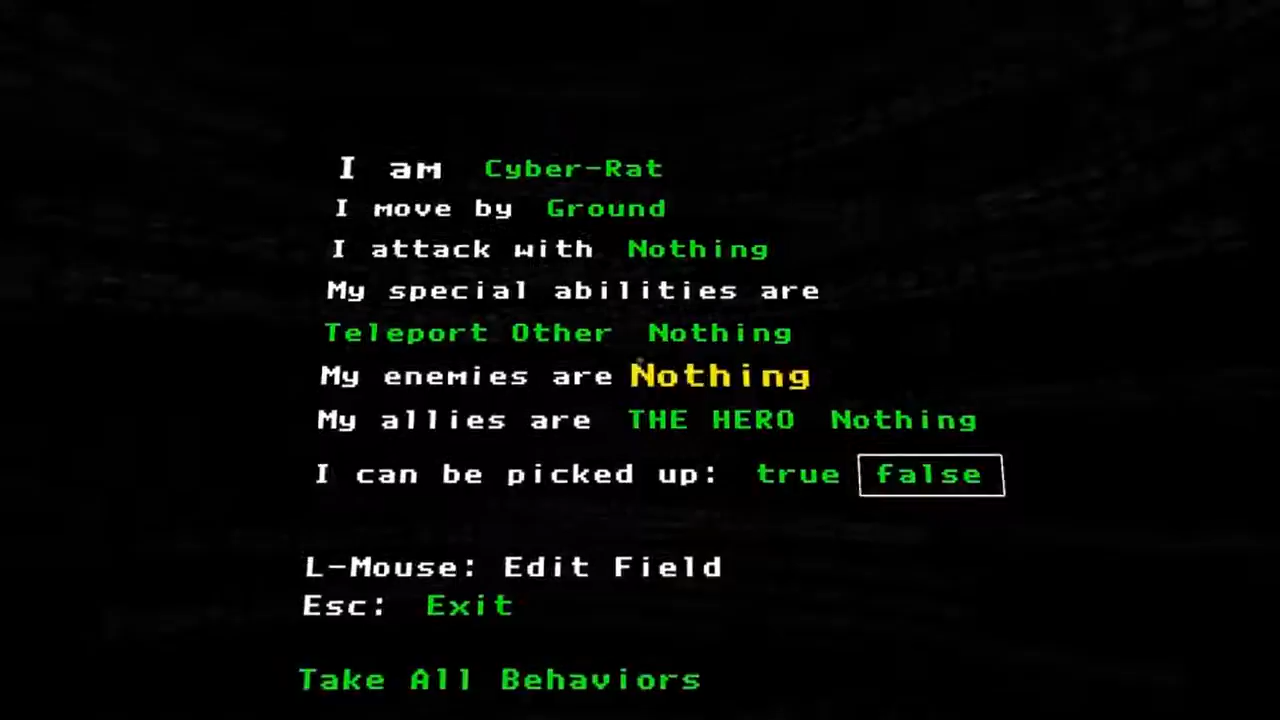 I am Cyber-Rat
I move by Ground
I attack with Nothing
My special abilities are
Teleport Other Nothing
My enemies are Nothing
My allies are THE HERO Nothing
I can be picked up: true false
L-Mouse: Edit Field
Esc: Exit
Take All Behaviors